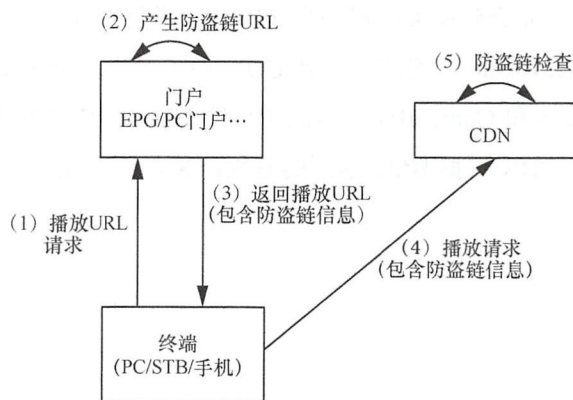 （2）产生防盗链URL
门户
EPG/PC门户…
（5）防盗链检查
CDN
（3）返回播放URL
（包含防盗链信息）
（1）播放URL
请求
（4）播放请求
（包含防盗链信息）
终端
（PC/STB/手机）